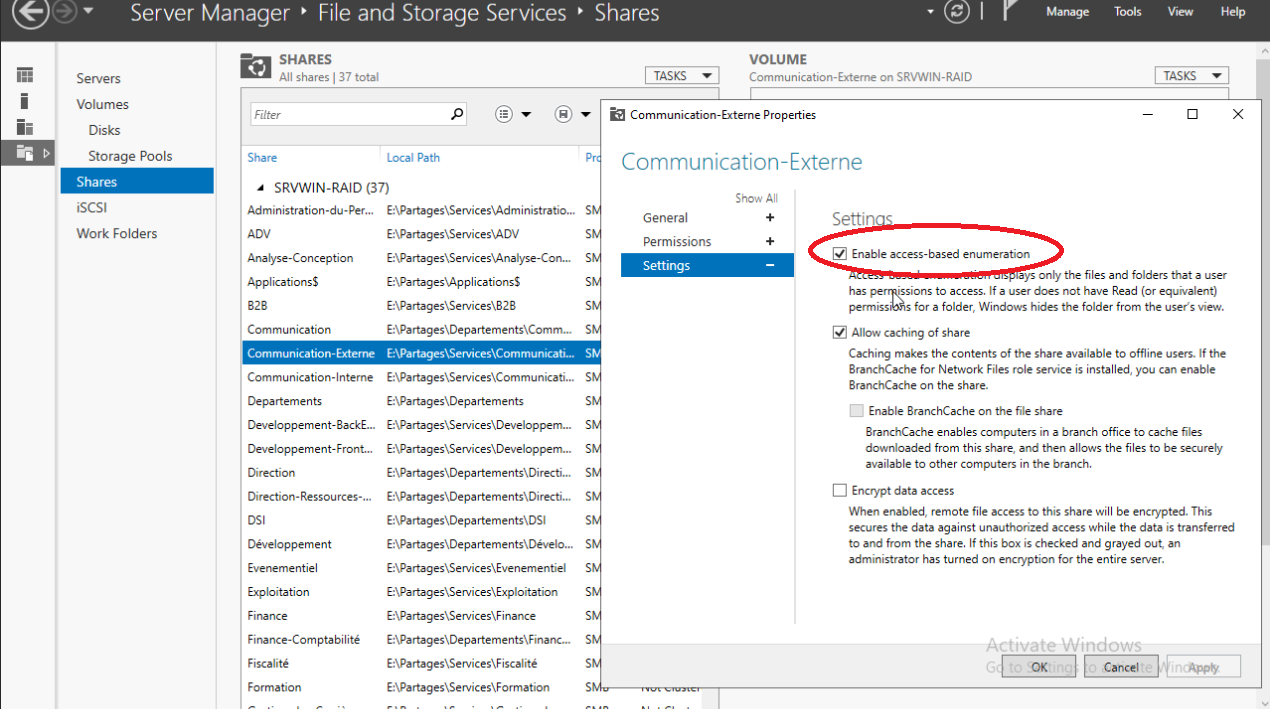 Server Manager ‣ File and Storage Services ‣ Shares
Manage Tools View Help
Servers
Volumes
Disks
Storage Pools
Shares
iSCSI
Work Folders
SHARES
All shares | 37 total
TASKS
Filter
Share Local Path Pro
SRVWIN-RAID (37)
Administration-du-Per... E:\Partages\Services\Administratio... SM
ADV E:\Partages\Services\ADV SM
Analyse-Conception E:\Partages\Services\Analyse-Con... SM
Applications$ E:\Partages\Applications$ SM
B2B E:\Partages\Services\B2B SM
Communication E:\Partages\Departements\Comm... SM
Communication-Externe E:\Partages\Services\Communicati... SM
Communication-Interne E:\Partages\Services\Communicati... SM
Departements E:\Partages\Departements SM
Developpement-BackE... E:\Partages\Services\Developpem... SM
Developpement-Front... E:\Partages\Services\Developpem... SM
Direction E:\Partages\Departements\Directi... SM
Direction-Ressources-... E:\Partages\Departements\Directi... SM
DSI E:\Partages\Departements\DSI SM
Développement E:\Partages\Departements\Dévelo... SM
Evenementiel E:\Partages\Services\Evenementiel SM
Exploitation E:\Partages\Services\Exploitation SM
Finance E:\Partages\Services\Finance SM
Finance-Comptabilité E:\Partages\Departements\Financ... SM
Fiscalité E:\Partages\Services\Fiscalité SM
Formation E:\Partages\Services\Formation SMB Not Cluster
VOLUME
Communication-Externe on SRVWIN-RAID
TASKS
Communication-Externe Properties
Communication-Externe
Show All
General +
Permissions +
Settings –
Settings
Enable access-based enumeration
Access-based enumeration displays only the files and folders that a user
has permissions to access. If a user does not have Read (or equivalent)
permissions for a folder, Windows hides the folder from the user's view.
Allow caching of share
Caching makes the contents of the share available to offline users. If the
BranchCache for Network Files role service is installed, you can enable
BranchCache on the share.
Enable BranchCache on the file share
BranchCache enables computers in a branch office to cache files
downloaded from this share, and then allows the files to be securely
available to other computers in the branch.
Encrypt data access
When enabled, remote file access to this share will be encrypted. This
secures the data against unauthorized access while the data is transferred
to and from the share. If this box is checked and grayed out, an
administrator has turned on encryption for the entire server.
Activate Windows
Go to Settings to activate Windows.
OK Cancel Apply